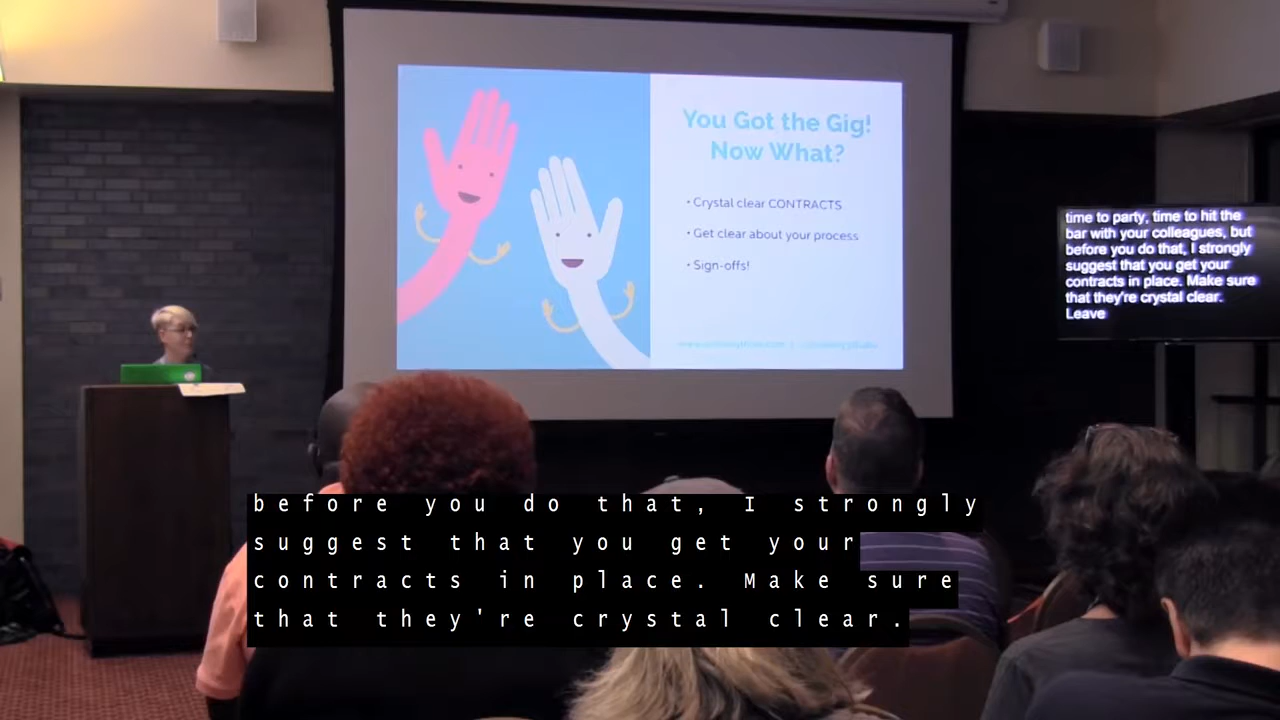 You Got the Gig!
Now What?
• Crystal clear CONTRACTS
• Get clear about your process
• Sign-offs!
time to party, time to hit the
bar with your colleagues, but
before you do that, I strongly
suggest that you get your
contracts in place. Make sure
that they're crystal clear.
Leave
before you do that, I strongly
suggest that you get your
contracts in place. Make sure
that they're crystal clear.